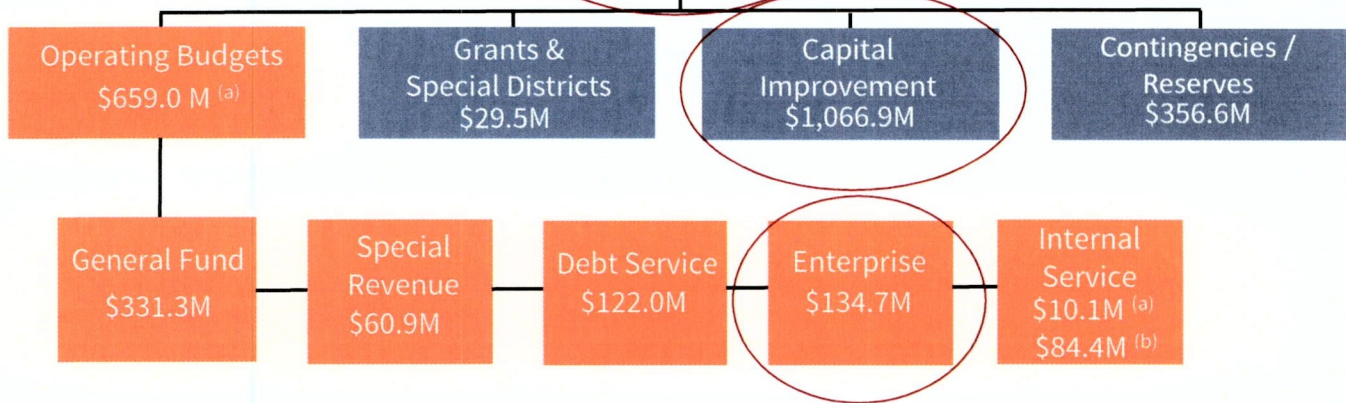 Operating Budgets
$659.0 M (a)
Grants &
Special Districts
$29.5M
Capital
Improvement
$1,066.9M
Contingencies /
Reserves
$356.6M
General Fund
$331.3M
Special
Revenue
$60.9M
Debt Service
$122.0M
Enterprise
$134.7M
Internal
Service
$10.1M (a)
$84.4M (b)